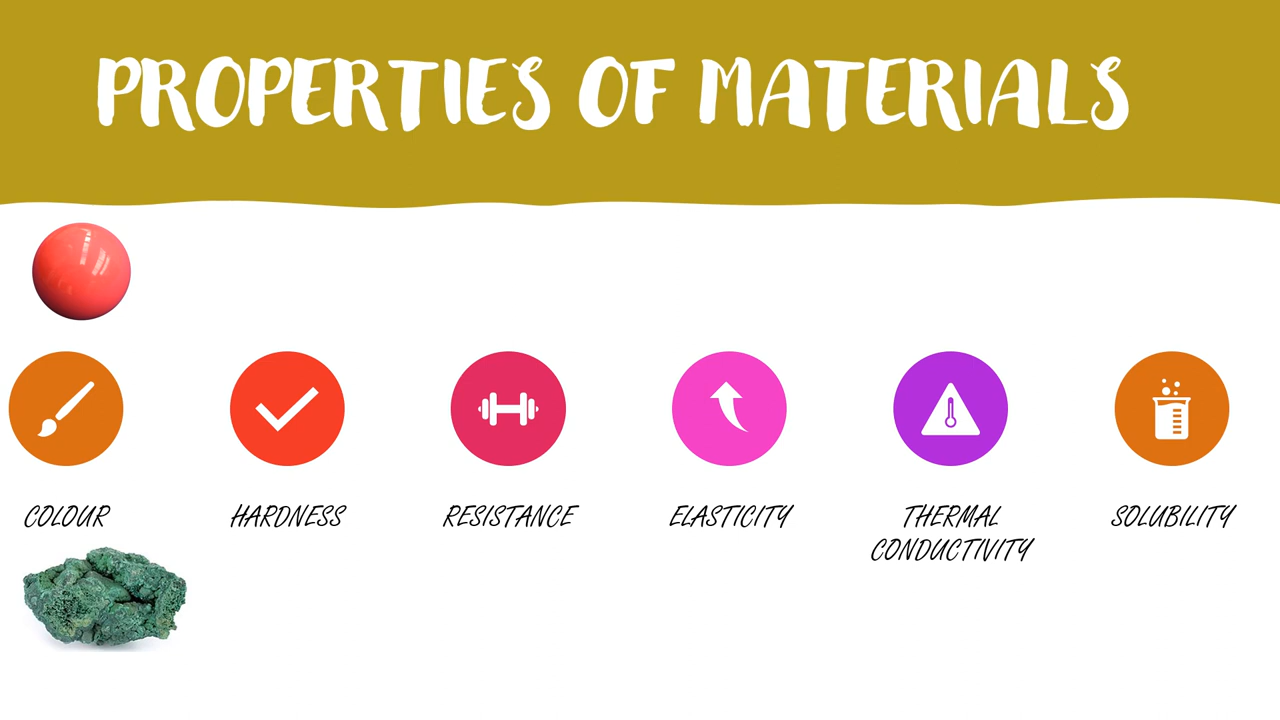 PROPERTIES OF MATERIALS
COLOUR
HARDNESS
RESISTANCE
ELASTICITY
THERMAL
CONDUCTIVITY
SOLUBILITY